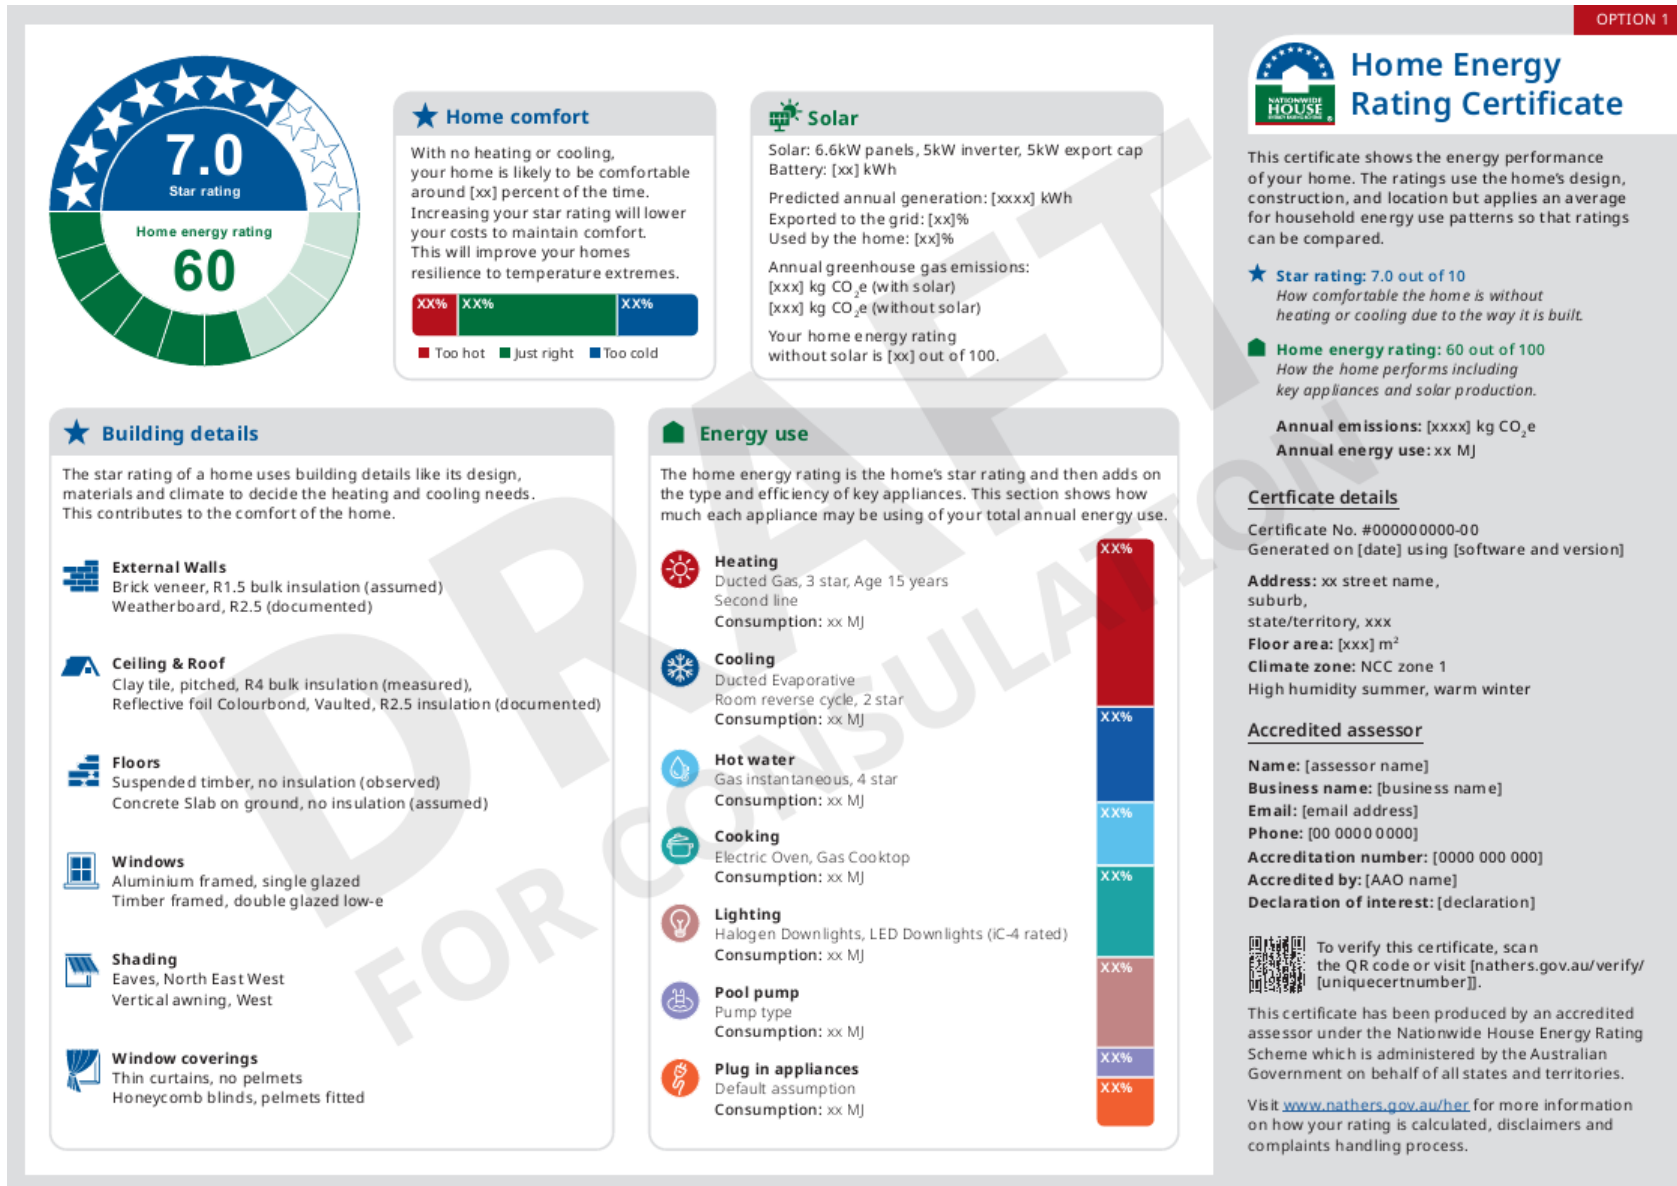 OPTION 1
7.0
Star rating
Home energy rating
60
Home comfort
With no heating or cooling,
your home is likely to be comfortable
around [xx] percent of the time.
Increasing your star rating will lower
your costs to maintain comfort.
This will improve your homes
resilience to temperature extremes.
XX% XX% XX%
Too hot Just right Too cold
Solar
Solar: 6.6kW panels, 5kW inverter, 5kW export cap
Battery: [xx] kWh
Predicted annual generation: [xxxx] kWh
Exported to the grid: [xx]%
Used by the home: [xx]%
Annual greenhouse gas emissions:
[xxx] kg CO2e (with solar)
[xxx] kg CO2e (without solar)
Your home energy rating
without solar is [xx] out of 100.
Building details
The star rating of a home uses building details like its design,
materials and climate to decide the heating and cooling needs.
This contributes to the comfort of the home.
External Walls
Brick veneer, R1.5 bulk insulation (assumed)
Weatherboard, R2.5 (documented)
Ceiling & Roof
Clay tile, pitched, R4 bulk insulation (measured),
Reflective foil Colourbond, Vaulted, R2.5 insulation (documented)
Floors
Suspended timber, no insulation (observed)
Concrete Slab on ground, no insulation (assumed)
Windows
Aluminium framed, single glazed
Timber framed, double glazed low-e
Shading
Eaves, North East West
Vertical awning, West
Window coverings
Thin curtains, no pelmets
Honeycomb blinds, pelmets fitted
Energy use
The home energy rating is the home's star rating and then adds on
the type and efficiency of key appliances. This section shows how
much each appliance may be using of your total annual energy use.
Heating
Ducted Gas, 3 star, Age 15 years
Second line
Consumption: xx MJ
Cooling
Ducted Evaporative
Room reverse cycle, 2 star
Consumption: xx MJ
Hot water
Gas instantaneous, 4 star
Consumption: xx MJ
Cooking
Electric Oven, Gas Cooktop
Consumption: xx MJ
Lighting
Halogen Downlights, LED Downlights (iC-4 rated)
Consumption: xx MJ
Pool pump
Pump type
Consumption: xx MJ
Plug in appliances
Default assumption
Consumption: xx MJ
XX%
XX%
XX%
XX%
XX%
XX%
XX%
DRAFT
FOR CONSULATION
NATIONWIDE
HOUSE
Home Energy
Rating Certificate
This certificate shows the energy performance
of your home. The ratings use the home's design,
construction, and location but applies an average
for household energy use patterns so that ratings
can be compared.
Star rating: 7.0 out of 10
How comfortable the home is without
heating or cooling due to the way it is built.
Home energy rating: 60 out of 100
How the home performs including
key appliances and solar production.
Annual emissions: [xxxx] kg CO2e
Annual energy use: xx MJ
Certficate details
Certificate No. #000000000-00
Generated on [date] using [software and version]
Address: xx street name,
suburb,
state/territory, xxx
Floor area: [xxx] m²
Climate zone: NCC zone 1
High humidity summer, warm winter
Accredited assessor
Name: [assessor name]
Business name: [business name]
Email: [email address]
Phone: [00 0000 0000]
Accreditation number: [0000 000 000]
Accredited by: [AAO name]
Declaration of interest: [declaration]
To verify this certificate, scan
the QR code or visit [nathers.gov.au/verify/
[uniquecertnumber]].
This certificate has been produced by an accredited
assessor under the Nationwide House Energy Rating
Scheme which is administered by the Australian
Government on behalf of all states and territories.
Visit www.nathers.gov.au/her for more information
on how your rating is calculated, disclaimers and
complaints handling process.